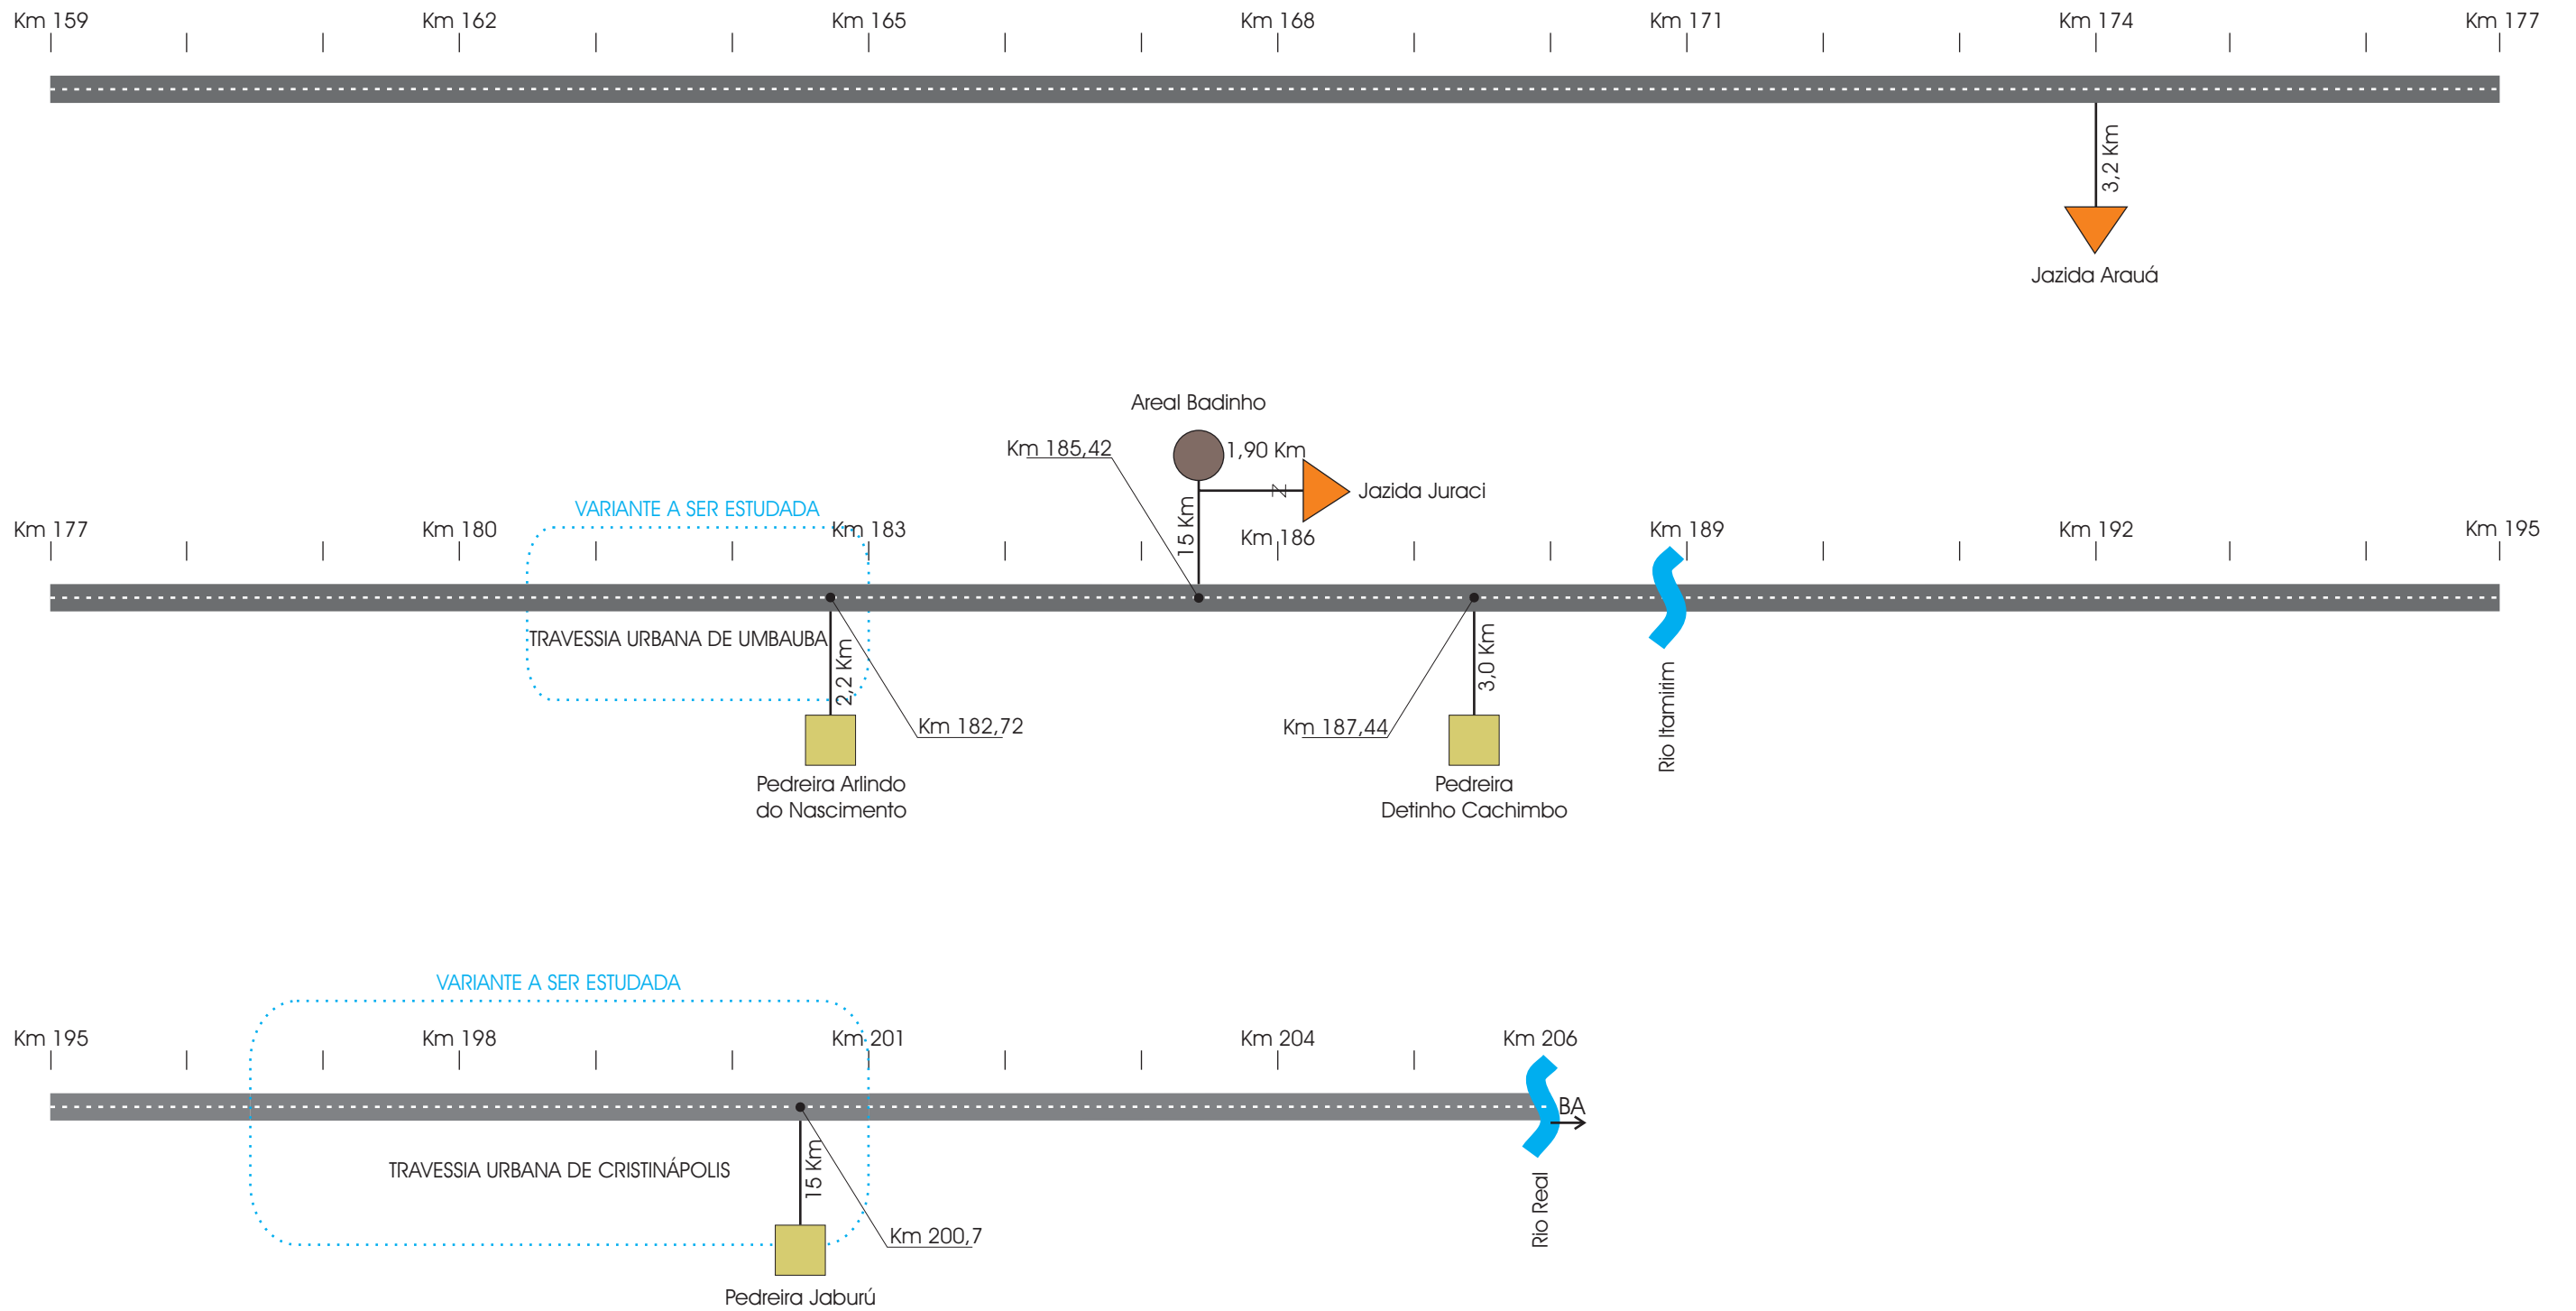 Km 159
Km 162
Km 165
Km 168
Km 171
Km 174
Km 177
3,2 Km
Jazida Arauá
Areal Badinho
Km 185,42
1,90 Km
Jazida Juraci
15 Km
VARIANTE A SER ESTUDADA
Km 177
Km 180
Km 183
Km 186
Km 189
Km 192
Km 195
TRAVESSIA URBANA DE UMBAUBA
2,2 Km
Km 182,72
Km 187,44
3,0 Km
Rio Itamirim
Pedreira Arlindo
do Nascimento
Pedreira
Detinho Cachimbo
VARIANTE A SER ESTUDADA
Km 195
Km 198
Km 201
Km 204
Km 206
BA
TRAVESSIA URBANA DE CRISTINÁPOLIS
15 Km
Km 200,7
Rio Real
Pedreira Jaburú